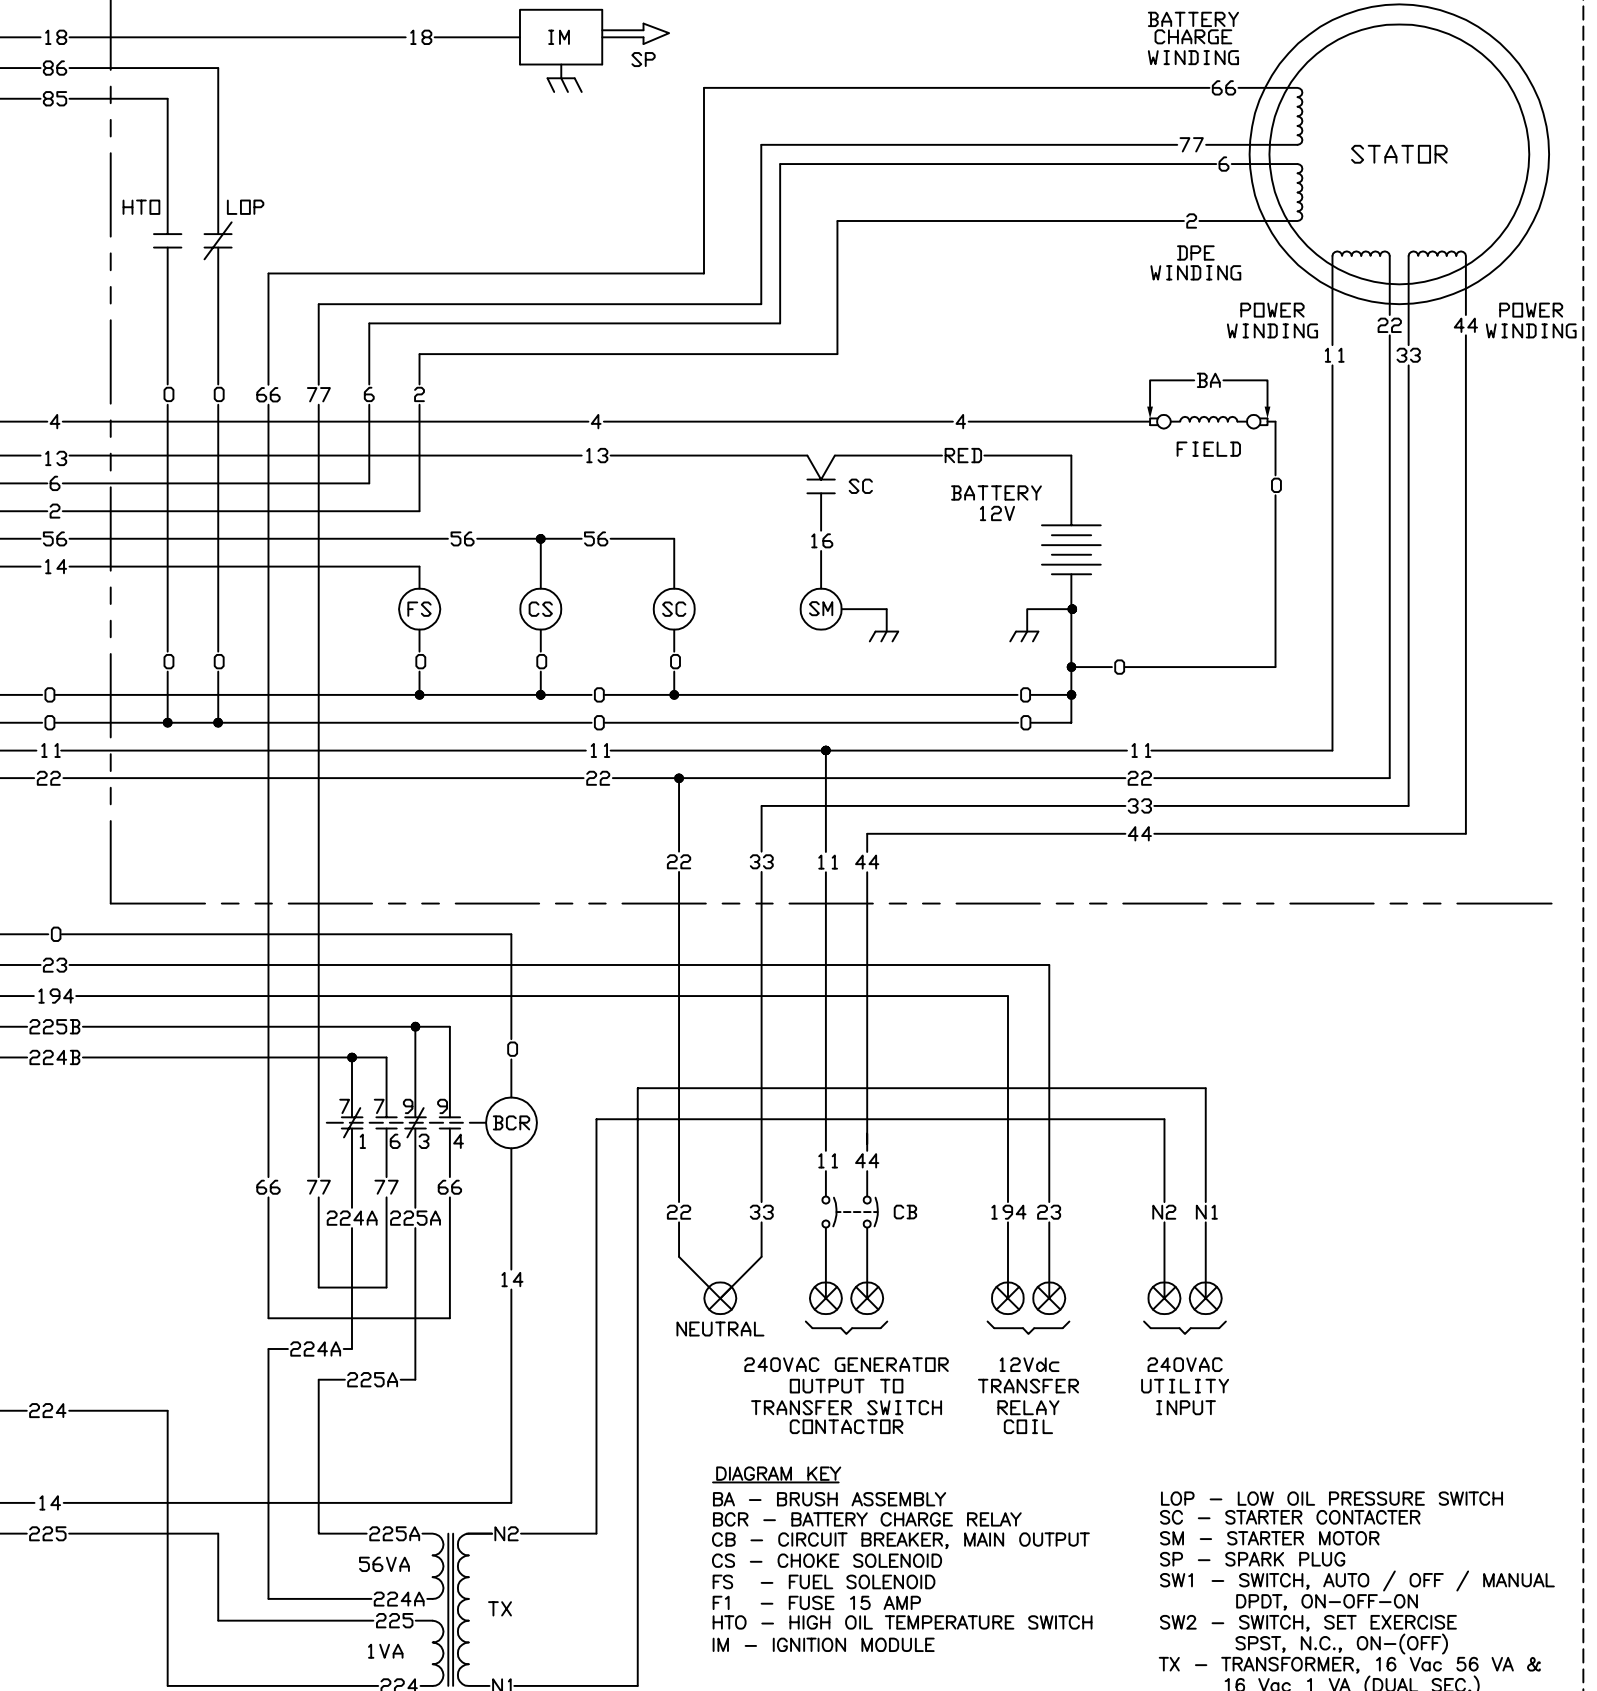 18
18
IM
SP
86
85
BATTERY
CHARGE
WINDING
66
77
6
2
STATOR
HTO
LOP
DPE
WINDING
POWER
WINDING
22
44
POWER
WINDING
11
33
0
0
66
77
6
2
BA
4
4
4
FIELD
13
13
RED
SC
6
BATTERY
12V
0
2
56
56
56
16
14
FS
CS
SC
SM
0
0
0
0
0
0
0
0
0
0
0
0
11
11
11
22
22
22
33
44
22
33
11
44
0
23
194
225B
0
224B
7
7
9
9
BCR
1
6
3
4
11
44
66
77
77
66
224A
225A
22
33
CB
194
23
N2
N1
14
NEUTRAL
224A
225A
240VAC GENERATOR
OUTPUT TO
TRANSFER SWITCH
CONTACTOR
12Vdc
TRANSFER
RELAY
COIL
240VAC
UTILITY
INPUT
224
14
225
225A
N2
56VA
224A
225
TX
1VA
224
N1
DIAGRAM KEY
BA – BRUSH ASSEMBLY
BCR – BATTERY CHARGE RELAY
CB – CIRCUIT BREAKER, MAIN OUTPUT
CS – CHOKE SOLENOID
FS – FUEL SOLENOID
F1 – FUSE 15 AMP
HTO – HIGH OIL TEMPERATURE SWITCH
IM – IGNITION MODULE
LOP – LOW OIL PRESSURE SWITCH
SC – STARTER CONTACTER
SM – STARTER MOTOR
SP – SPARK PLUG
SW1 – SWITCH, AUTO / OFF / MANUAL
DPDT, ON–OFF–ON
SW2 – SWITCH, SET EXERCISE
SPST, N.C., ON–(OFF)
TX – TRANSFORMER, 16 Vac 56 VA &
16 Vac 1 VA (DUAL SEC.)